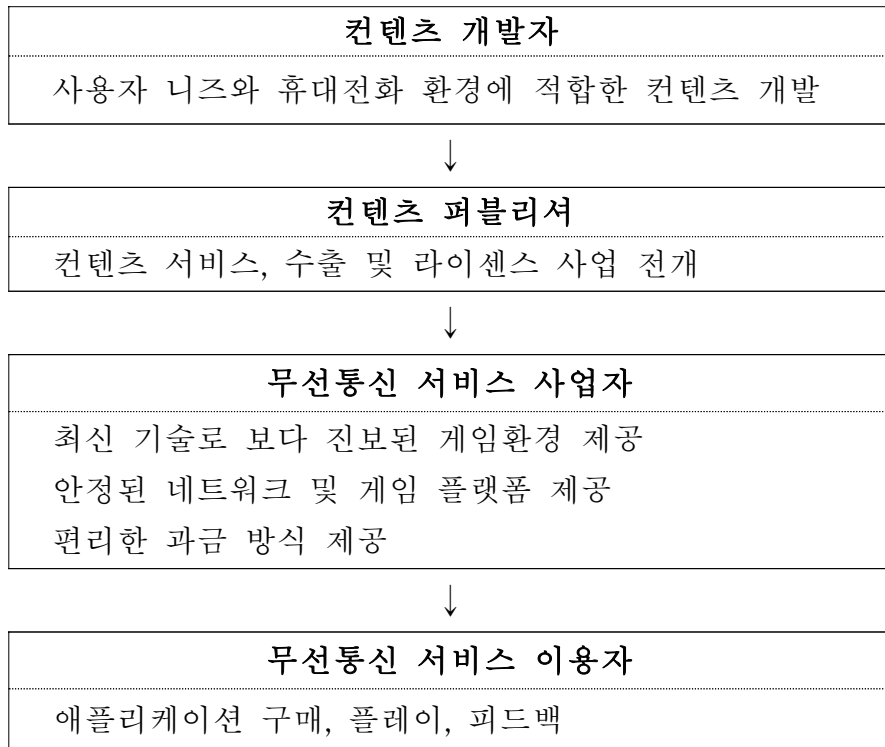 컨텐츠 개발자
사용자 니즈와 휴대전화 환경에 적합한 컨텐츠 개발
↓
컨텐츠 퍼블리셔
컨텐츠 서비스, 수출 및 라이센스 사업 전개
↓
무선통신 서비스 사업자
최신 기술로 보다 진보된 게임환경 제공
안정된 네트워크 및 게임 플랫폼 제공
편리한 과금 방식 제공
↓
무선통신 서비스 이용자
애플리케이션 구매, 플레이, 피드백